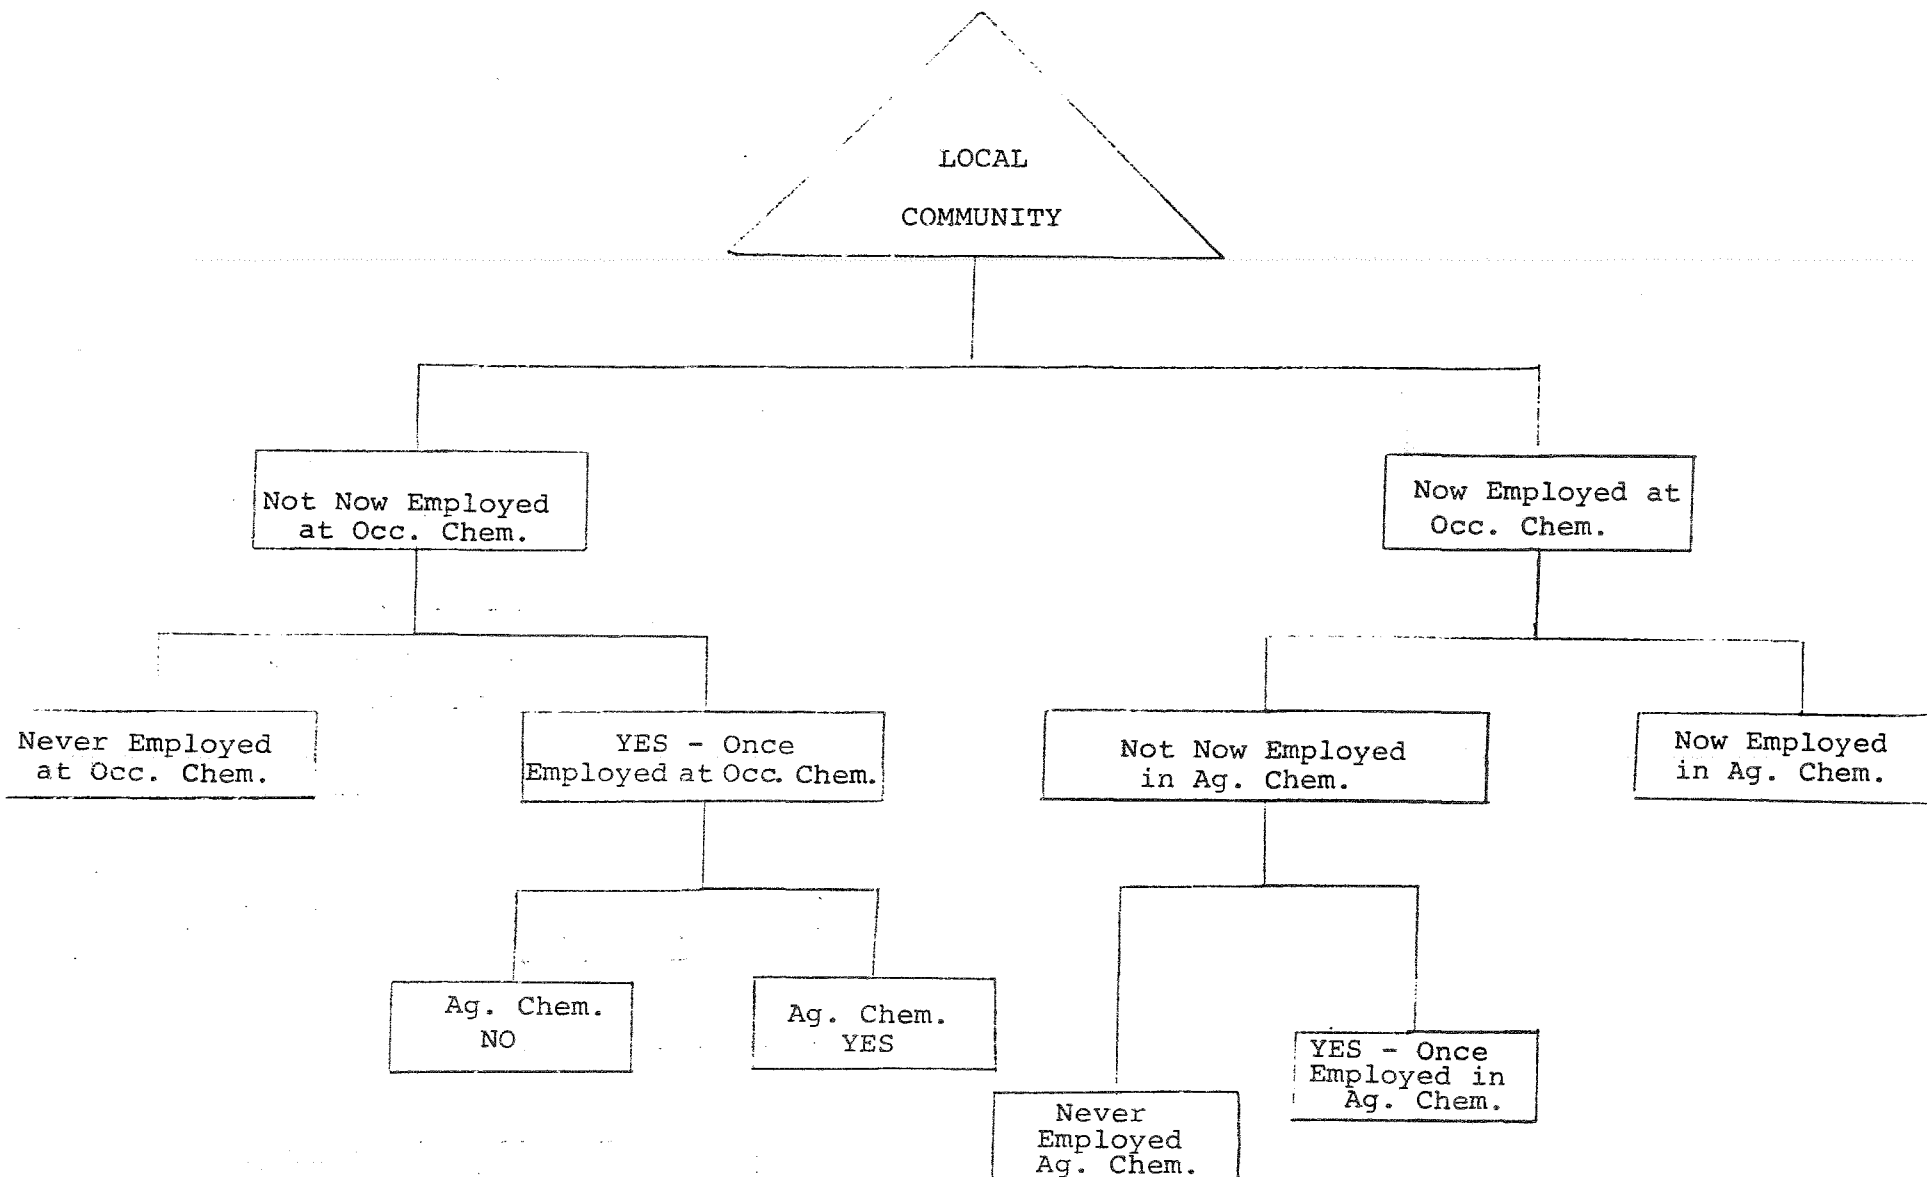 LOCAL
COMMUNITY
Not Now Employed
at Occ. Chem.
Now Employed at
Occ. Chem.
Never Employed
at Occ. Chem.
YES - Once
Employed at Occ. Chem.
Not Now Employed
in Ag. Chem.
Now Employed
in Ag. Chem.
Ag. Chem.
NO
Ag. Chem.
YES
Never
Employed
Ag. Chem.
YES - Once
Employed in
Ag. Chem.